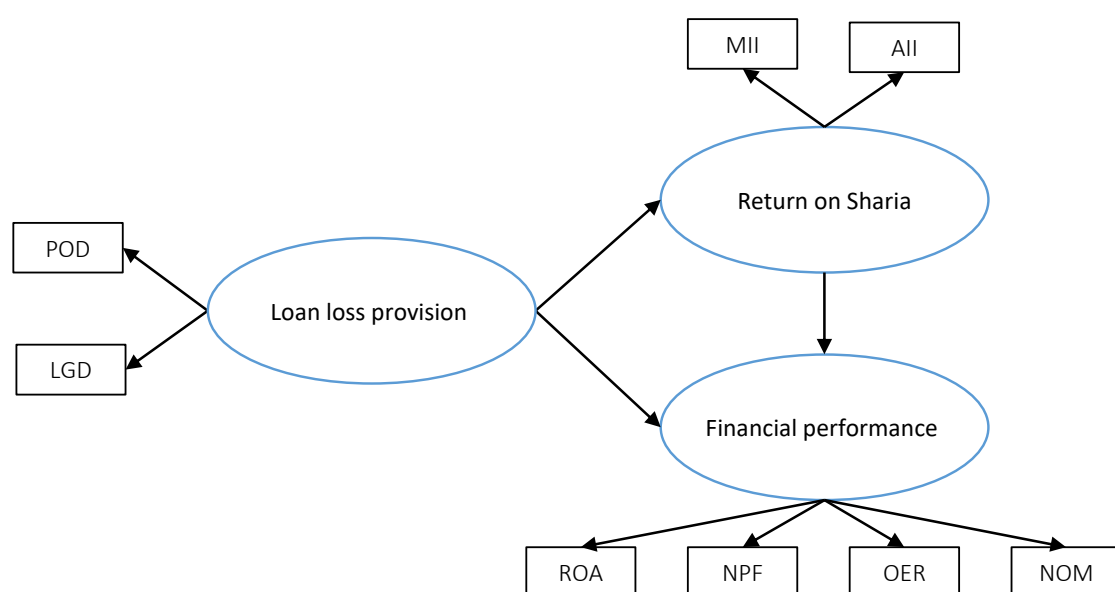 MII
AII
Return on Sharia
POD
Loan loss provision
LGD
Financial performance
ROA
NPF
OER
NOM